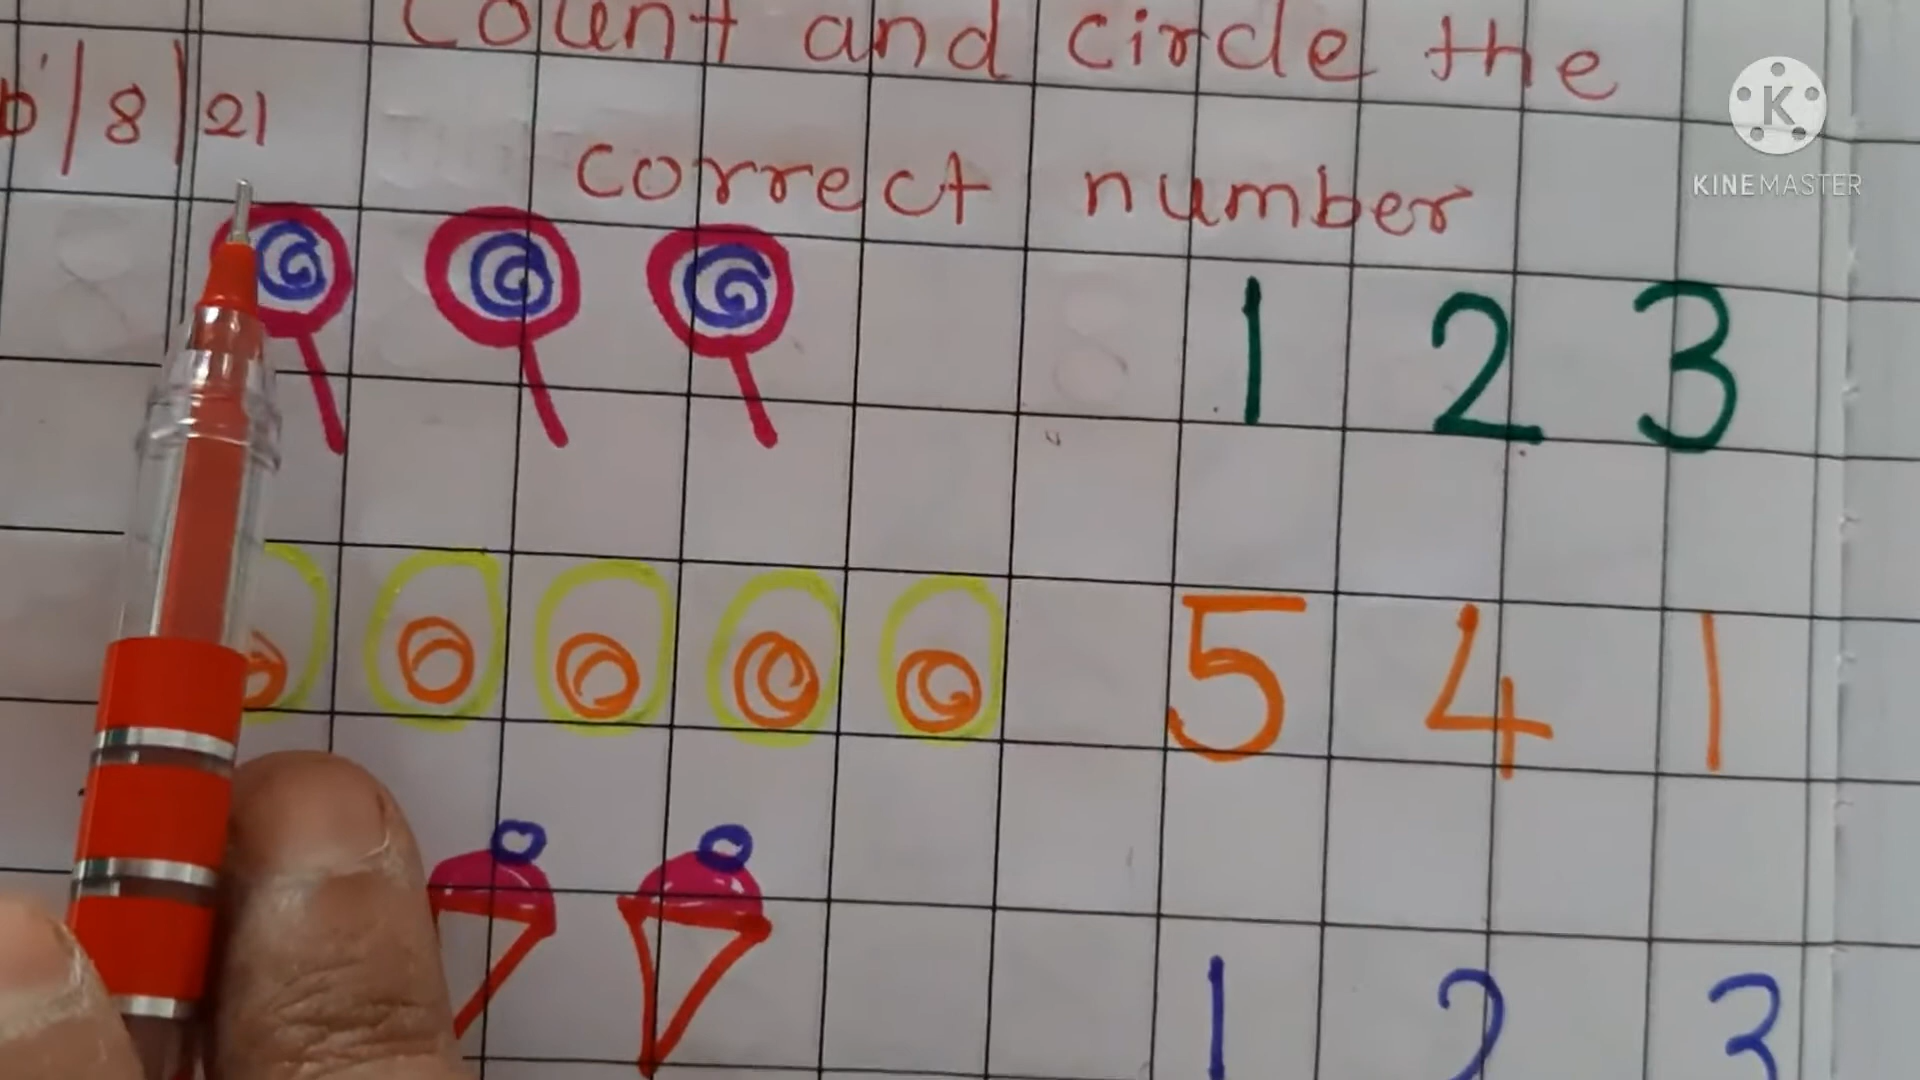 Count and circle the
/8/21
correct number
KINEMASTER
1 2 3
5 4 1
1 2 3